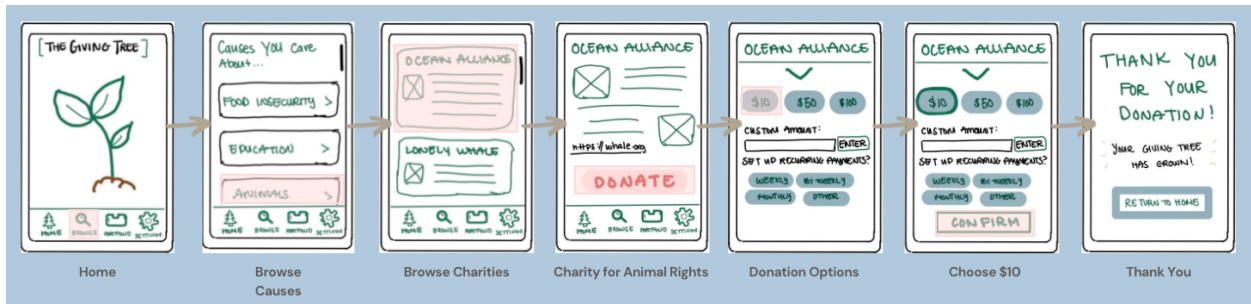 [THE GIVING TREE]
HOME
BROWSE
SETTINGS
Home
CAUSES YOU CARE
ABOUT...
FOOD INSECURITY >
EDUCATION >
ANIMALS >
HOME
BROWSE
SETTINGS
Browse
Causes
OCEAN ALLIANCE
LONELY WHALE
HOME
BROWSE
SETTINGS
Browse Charities
OCEAN ALLIANCE
https://whale.org
DONATE
HOME
BROWSE
SETTINGS
Charity for Animal Rights
OCEAN ALLIANCE
$10 $50 $100
CUSTOM AMOUNT:
ENTER
SET UP RECURRING PAYMENTS?
WEEKLY BI-WEEKLY
MONTHLY OTHER
Donation Options
OCEAN ALLIANCE
$10 $50 $100
CUSTOM AMOUNT:
ENTER
SET UP RECURRING PAYMENTS?
WEEKLY BI-WEEKLY
MONTHLY OTHER
CONFIRM
Choose $10
THANK YOU
FOR YOUR
DONATION!
YOUR GIVING TREE
HAS GROWN!
RETURN TO HOME
Thank You